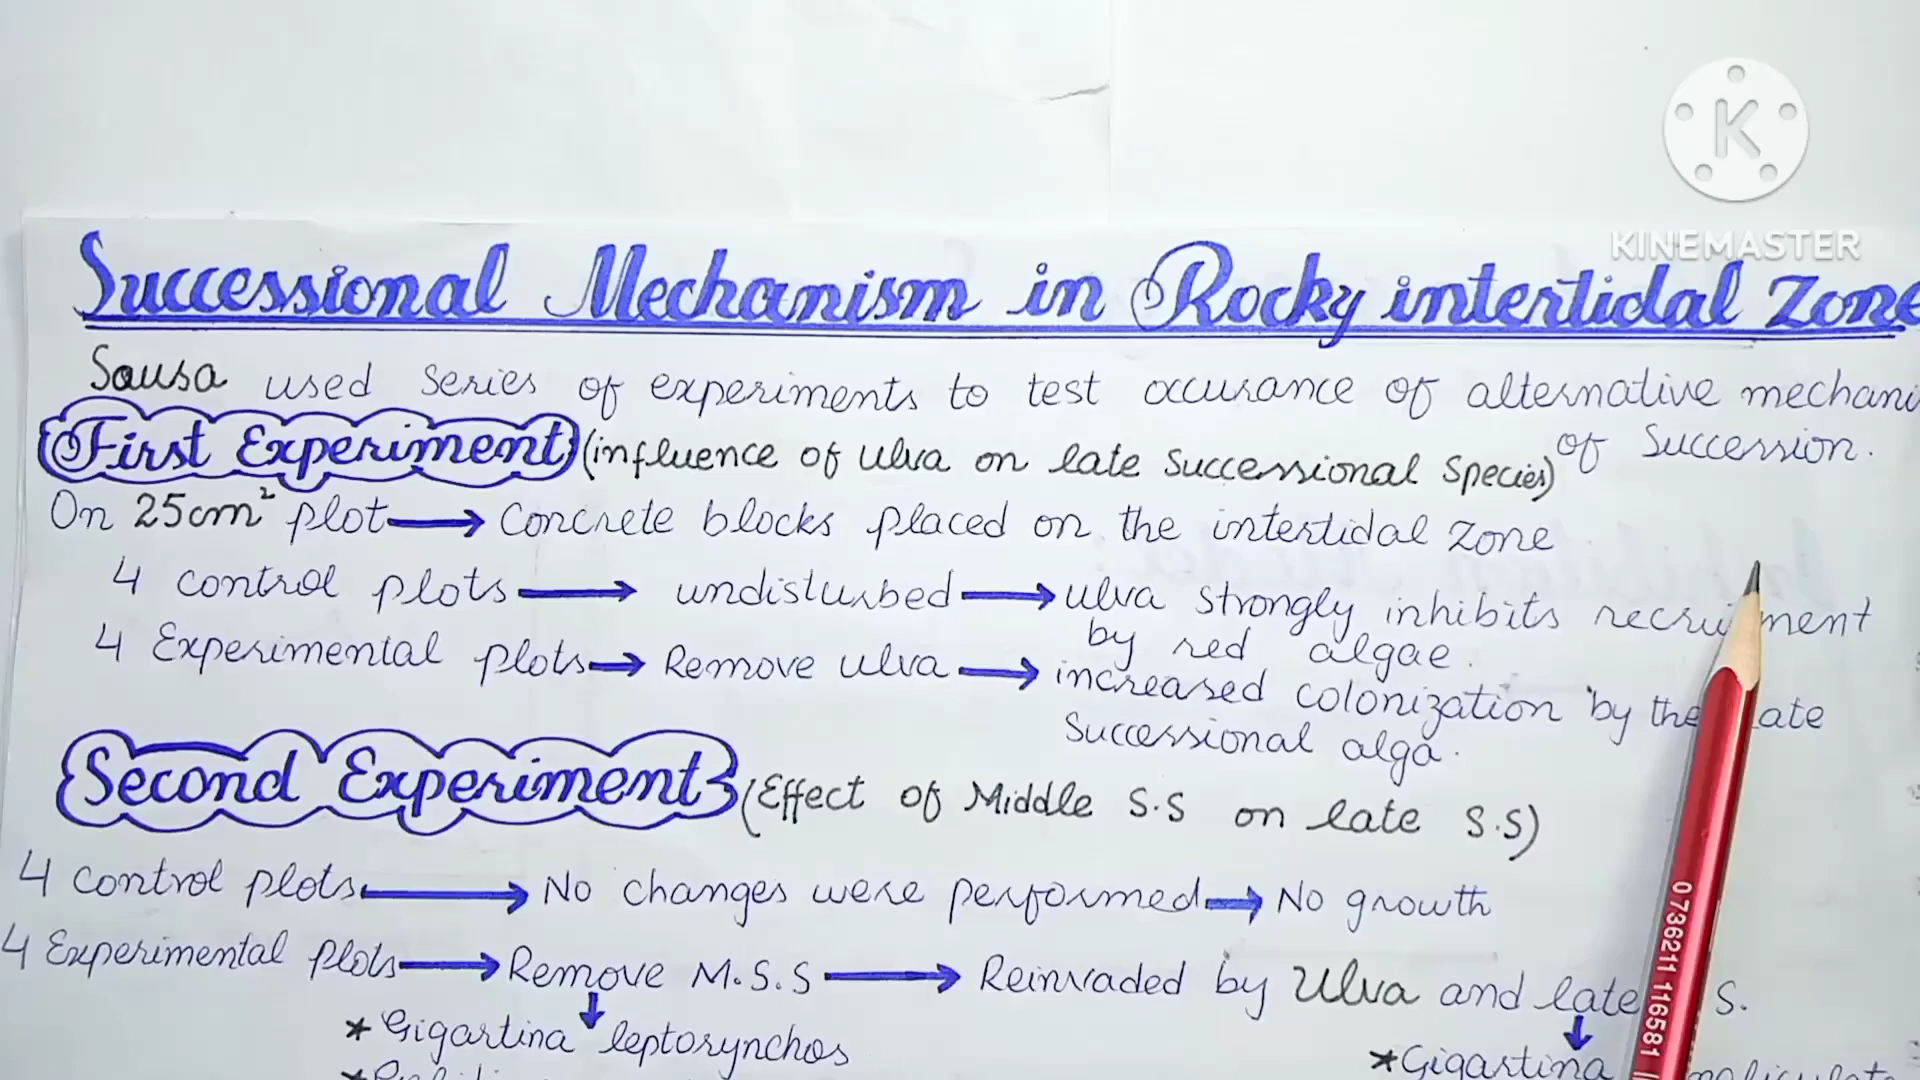 K
KINEMASTER
Successional Mechanism in Rocky intertidal Zone
Sousa used series of experiments to test occurance of alternative mechani
of Succession.
First Experiment (influence of ulva on late Successional Species)
On 25cm² plot → Concrete blocks placed on the intertidal Zone
4 control plots → undisturbed → ulva strongly inhibits recruitment
by red algae.
4 Experimental plots → Remove ulva → increased colonization by the late
Successional alga.
Second Experiment (Effect of Middle S.S on late S.S)
4 control plots → No changes were performed → No growth
4 Experimental plots → Remove M.S.S → Reinvaded by Ulva and late S.
* Gigartina leptorynchos
* Gigartina
0736211 116581